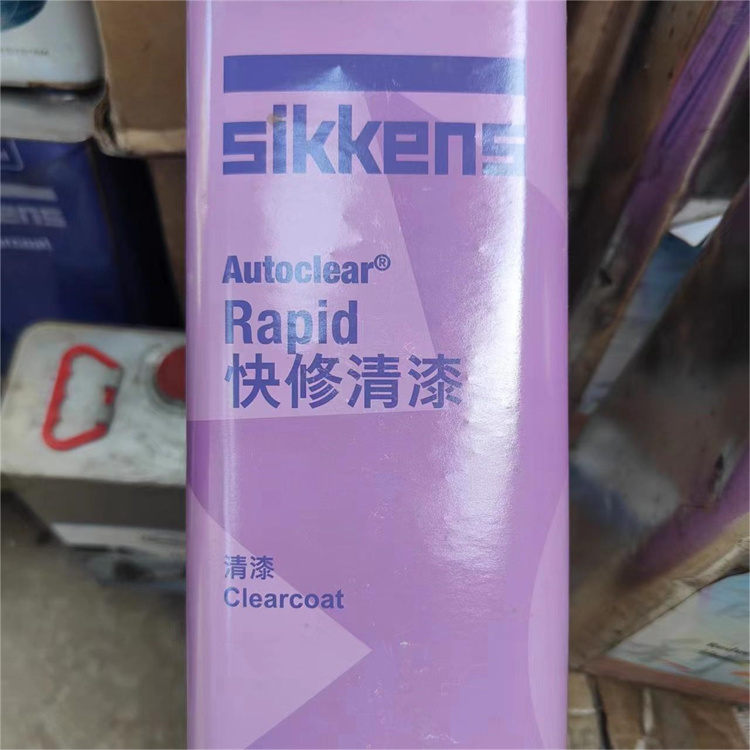 sikkens
Autoclear®
Rapid
快修清漆
清漆
Clearcoat